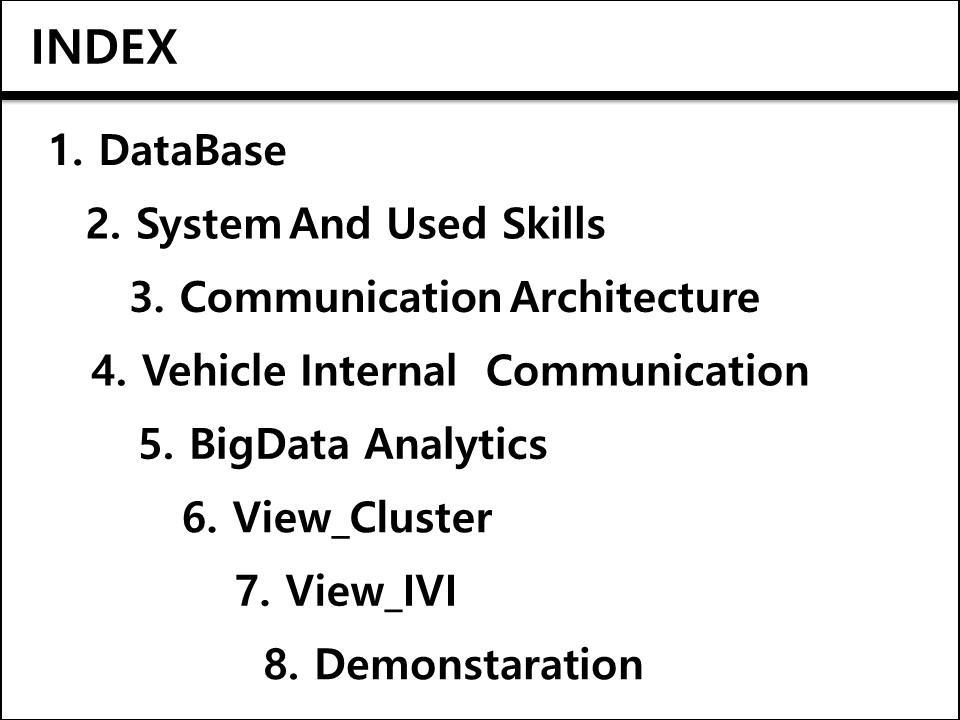 INDEX
1. DataBase
2. System And Used Skills
3. Communication Architecture
4. Vehicle Internal  Communication
5. BigData Analytics
6. View_Cluster
7. View_IVI
8. Demonstaration